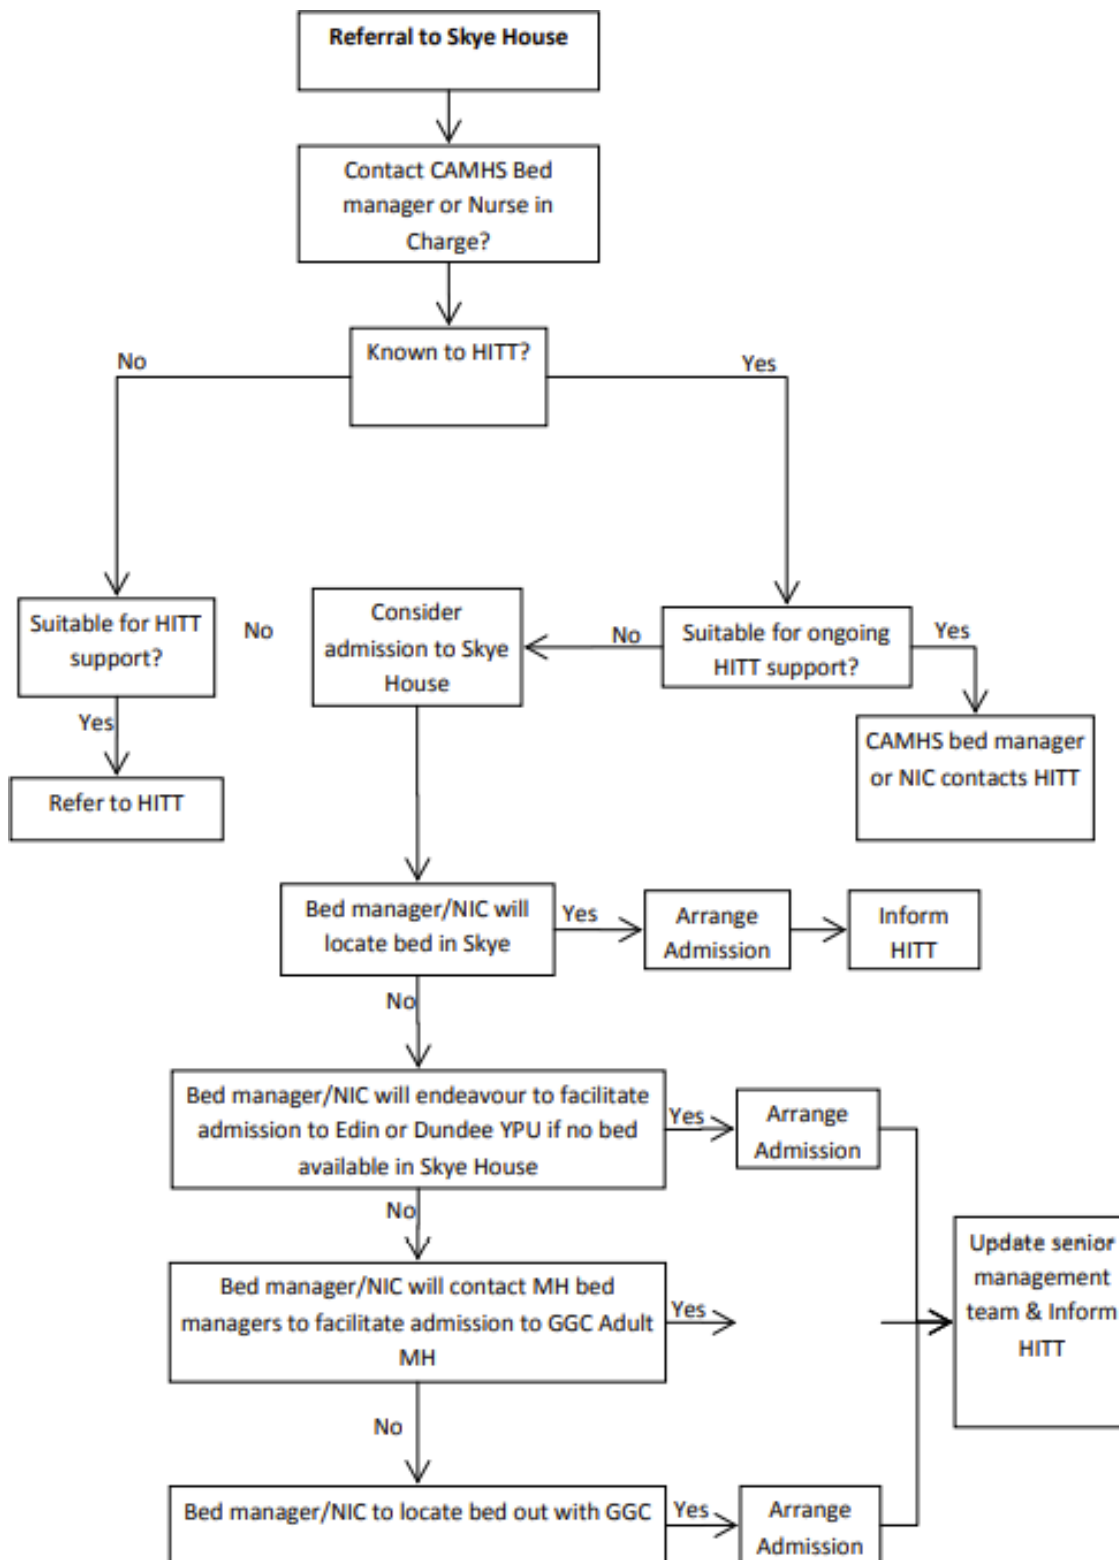 Referral to Skye House
Contact CAMHS Bed
manager or Nurse in
Charge?
Known to HITT?
No
Yes
Suitable for HITT
support?
No
Consider
admission to Skye
House
No
Suitable for ongoing
HITT support?
Yes
Yes
Refer to HITT
CAMHS bed manager
or NIC contacts HITT
Bed manager/NIC will
locate bed in Skye
Yes
Arrange
Admission
Inform
HITT
No
Bed manager/NIC will endeavour to facilitate
admission to Edin or Dundee YPU if no bed
available in Skye House
Yes
Arrange
Admission
No
Bed manager/NIC will contact MH bed
managers to facilitate admission to GGC Adult
MH
Yes
Update senior
management
team & Inform
HITT
No
Bed manager/NIC to locate bed out with GGC
Yes
Arrange
Admission